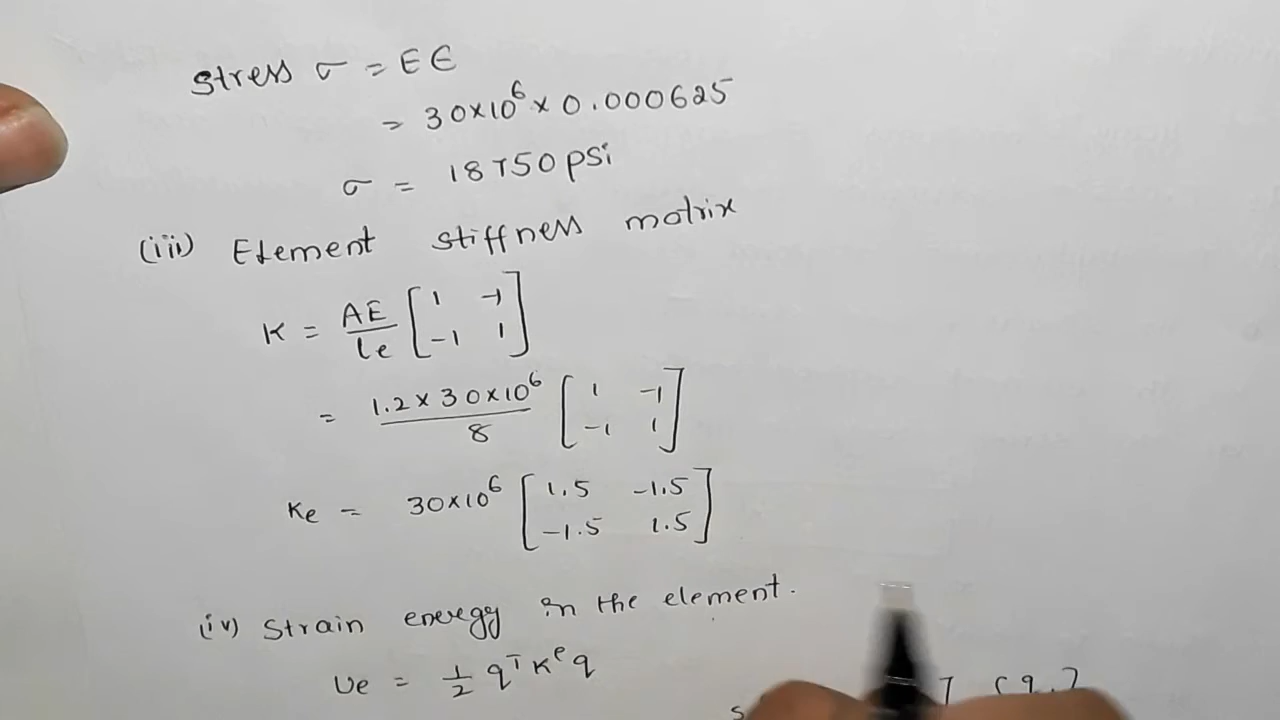 stress σ = E∈
= 30×10⁶ × 0.000625
σ = 18750 psi
(iii) Element stiffness matrix
K = AE/le [1 -1; -1 1]
= 1.2 × 30×10⁶/8 [1 -1; -1 1]
Ke = 30×10⁶ [1.5 -1.5; -1.5 1.5]
(iv) Strain energy in the element.
Ue = 1/2 qᵀ Kᵉ q